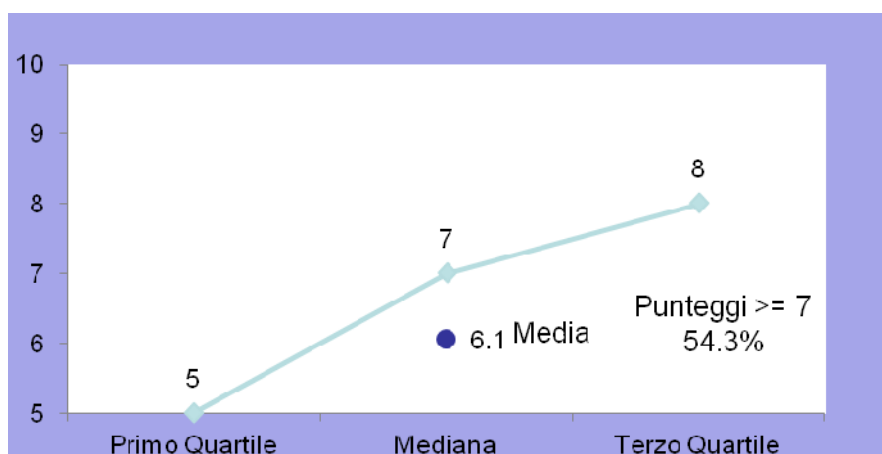 10
9
8
7
6
5
8
7
5
6.1 Media
Punteggi >= 7
54.3%
Primo Quartile
Mediana
Terzo Quartile